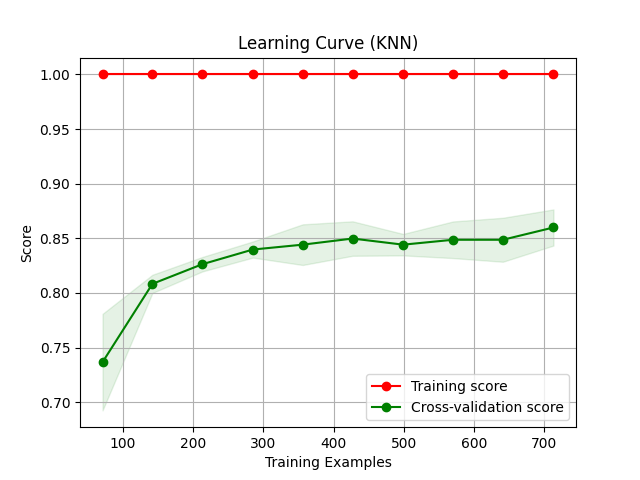 Learning Curve (KNN)
1.00
0.95
0.90
0.85
0.80
0.75
0.70
Score
Training score
Cross-validation score
100
200
300
400
500
600
700
Training Examples